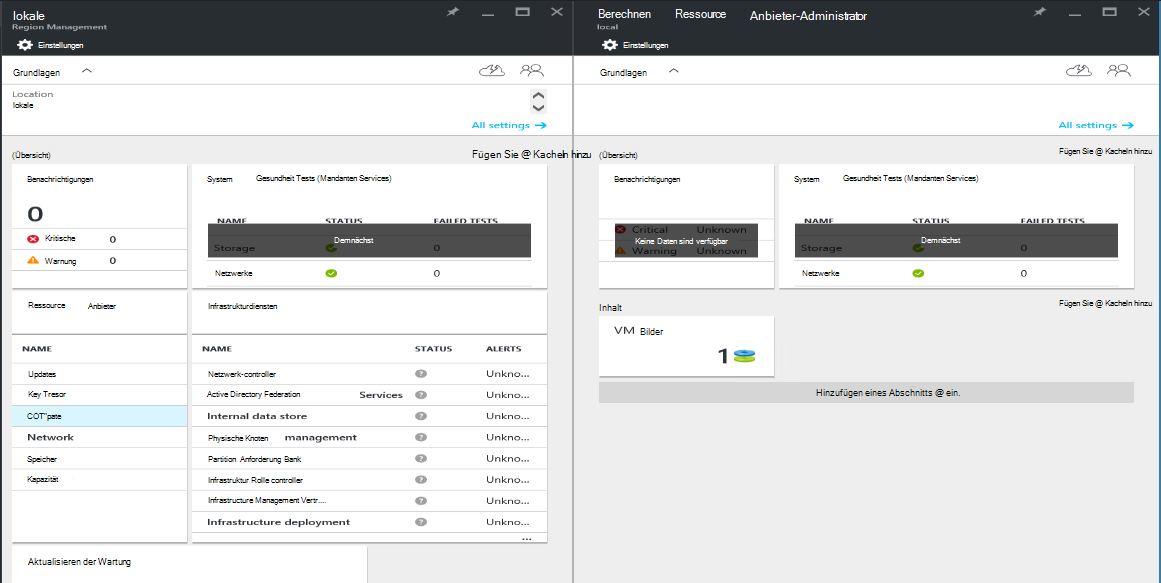 lokale
Region Management
Einstellungen
Grundlagen
Location
lokale
All settings →
(Übersicht)
Fügen Sie @ Kacheln hinzu
Benachrichtigungen
0
Kritische 0
Warnung 0
System Gesundheit Tests (Mandanten Services)
NAME STATUS FAILED TESTS
Demnächst
Storage 0
Netzwerke 0
Ressource Anbieter
NAME
Updates
Key Tresor
COT"pate
Network
Speicher
Kapazität
Infrastrukturdiensten
NAME STATUS ALERTS
Netzwerk-controller ? Unkno...
Active Directory Federation Services ? Unkno...
Internal data store ? Unkno...
Physische Knoten management ? Unkno...
Partition Anforderung Bank ? Unkno...
Infrastruktur Rolle controller ? Unkno...
Infrastructure Management Vertr.... ? Unkno...
Infrastructure deployment ? Unkno...
...
Aktualisieren der Wartung
Berechnen Ressource Anbieter-Administrator
local
Einstellungen
Grundlagen
All settings →
(Übersicht)
Fügen Sie @ Kacheln hinzu
Benachrichtigungen
Critical Unknown
Keine Daten sind verfügbar
Warning Unknown
System Gesundheit Tests (Mandanten Services)
NAME STATUS FAILED TESTS
Demnächst
Storage 0
Netzwerke 0
Inhalt
Fügen Sie @ Kacheln hinzu
VM Bilder
1
Hinzufügen eines Abschnitts @ ein.